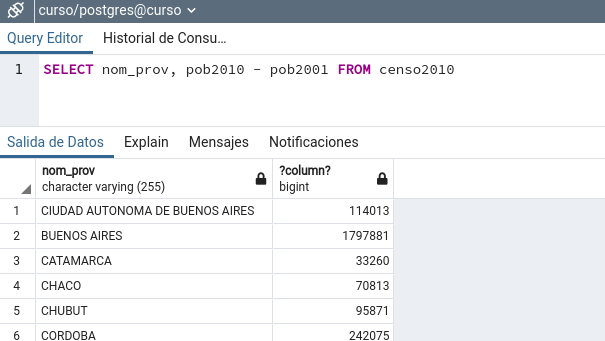 curso/postgres@curso
Query Editor Historial de Consu...
1 SELECT nom_prov, pob2010 - pob2001 FROM censo2010
Salida de Datos Explain Mensajes Notificaciones
nom_prov ?column?
character varying (255) bigint
1 CIUDAD AUTONOMA DE BUENOS AIRES 114013
2 BUENOS AIRES 1797881
3 CATAMARCA 33260
4 CHACO 70813
5 CHUBUT 95871
6 CORDOBA 242075